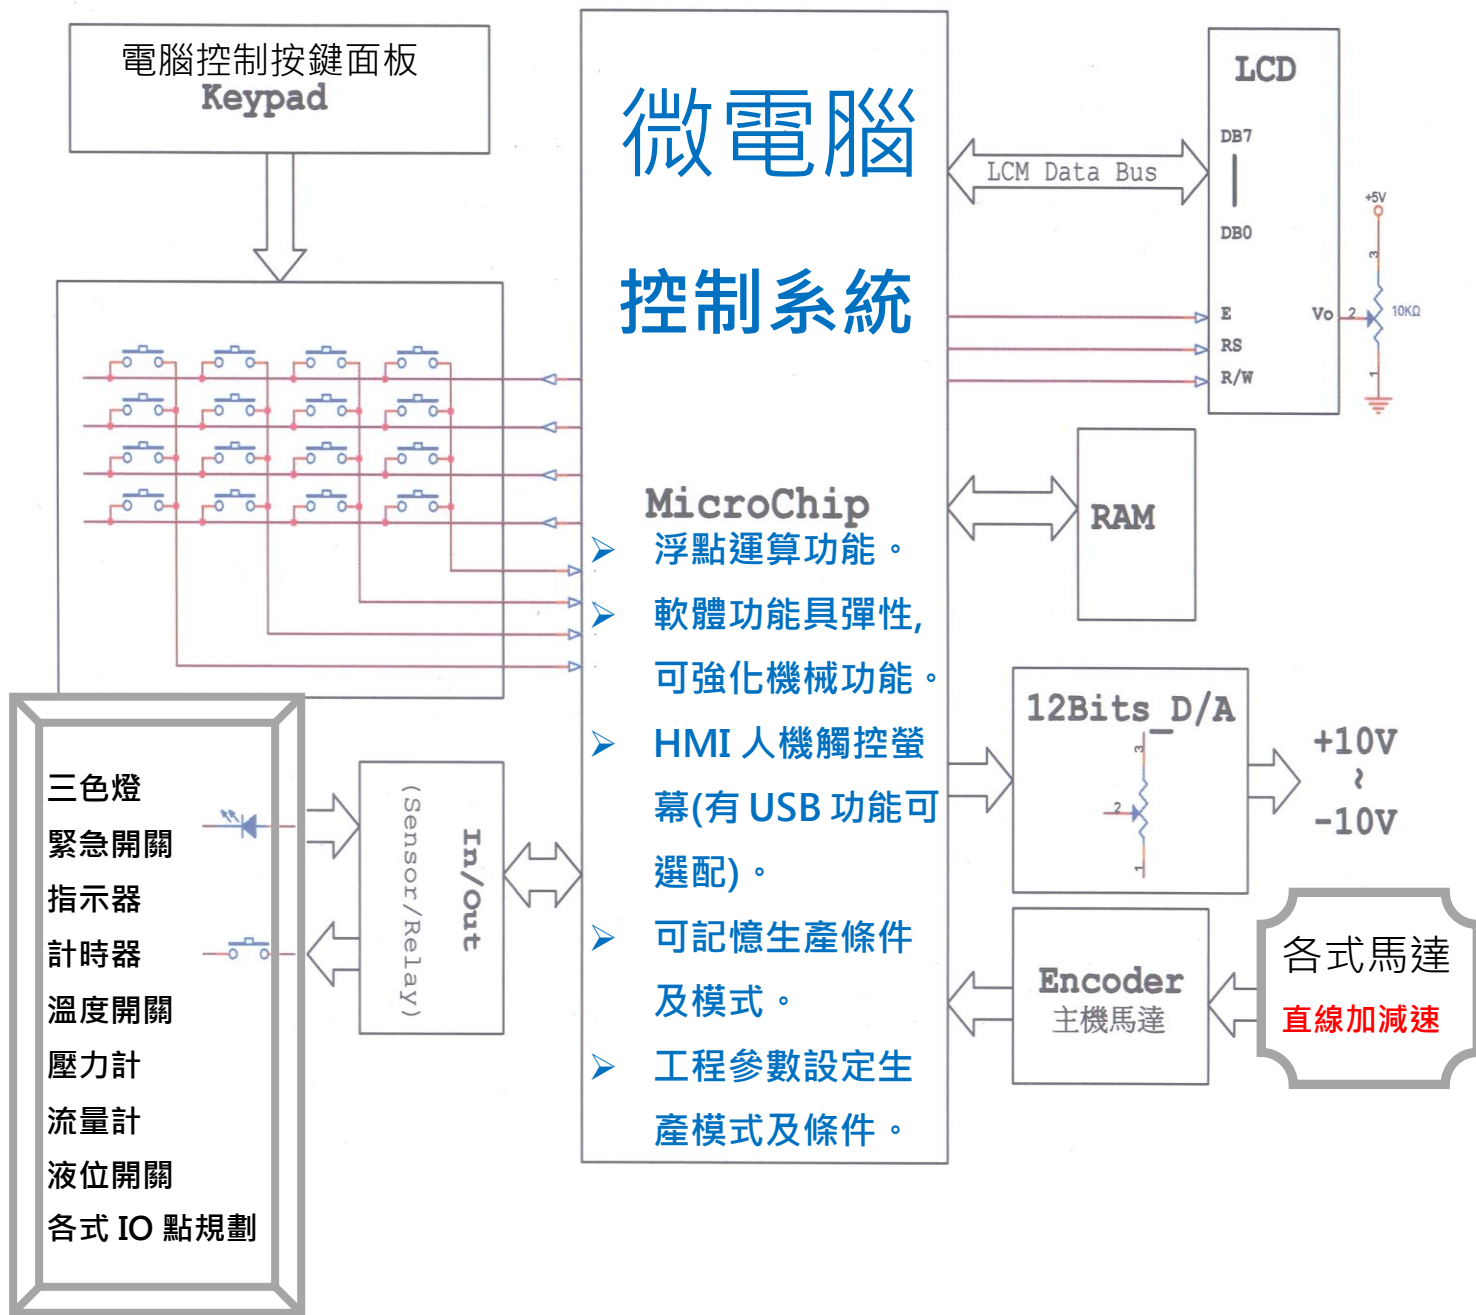 電腦控制按鍵面板
Keypad
微電腦
控制系統
MicroChip
➤ 浮點運算功能。
➤ 軟體功能具彈性,
可強化機械功能。
➤ HMI 人機觸控螢
幕(有 USB 功能可
選配)。
➤ 可記憶生產條件
及模式。
➤ 工程參數設定生
產模式及條件。
LCD
DB7
LCM Data Bus
DB0
+5V
3
E
Vo
2
10KΩ
RS
R/W
1
RAM
12Bits_D/A
3
2
1
+10V
~
-10V
Encoder
主機馬達
各式馬達
直線加減速
In/Out
(Sensor/Relay)
三色燈
緊急開關
指示器
計時器
溫度開關
壓力計
流量計
液位開關
各式 IO 點規劃